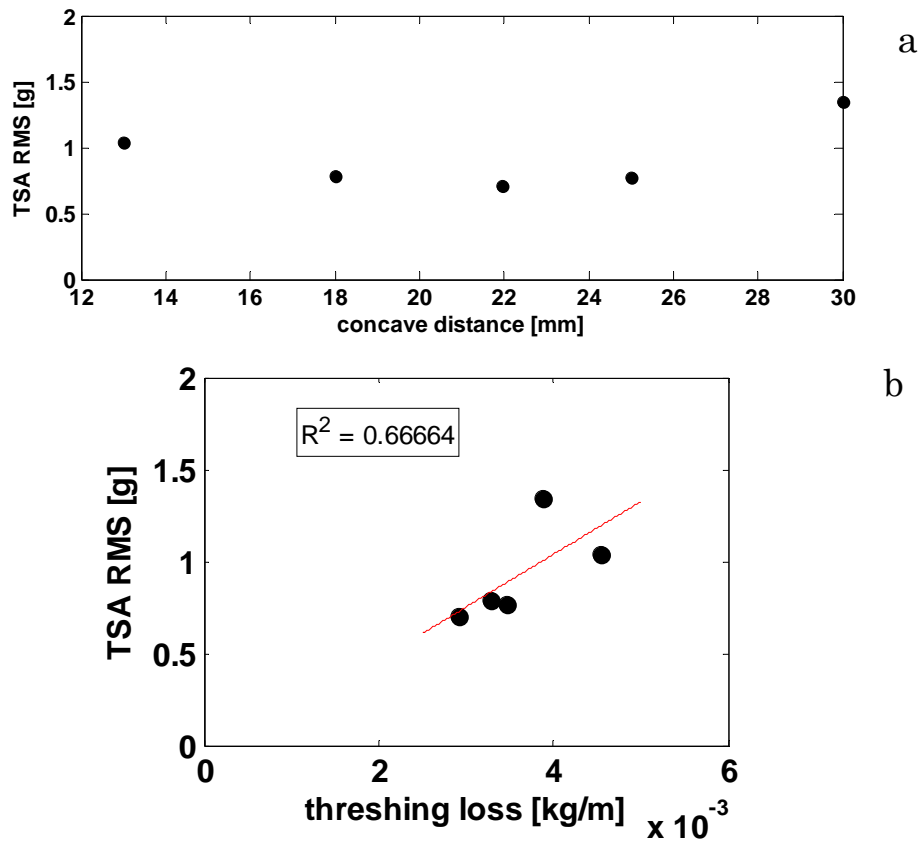 a
2
1.5
1
0.5
0
TSA RMS [g]
12 14 16 18 20 22 24 26 28 30
concave distance [mm]
b
2
1.5
1
0.5
0
TSA RMS [g]
R² = 0.66664
0 2 4 6
threshing loss [kg/m] x 10⁻³